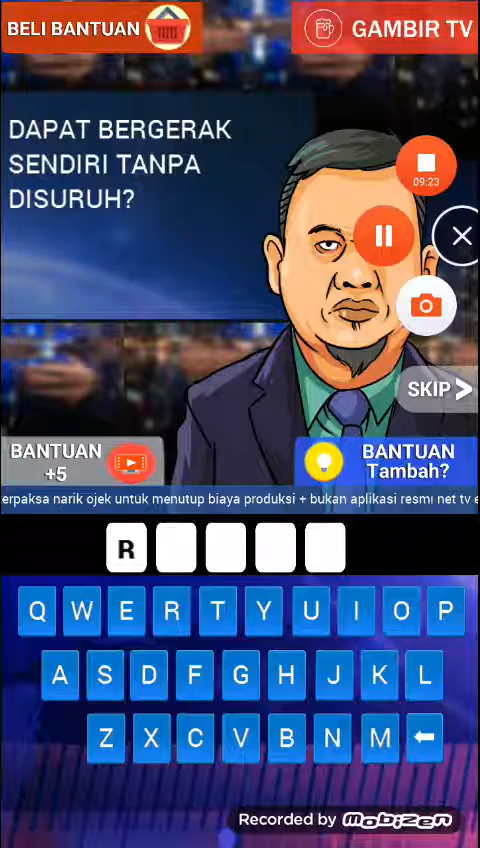 BELI BANTUAN
GAMBIR TV
DAPAT BERGERAK
SENDIRI TANPA
DISURUH?
09:23
SKIP
BANTUAN
+5
BANTUAN
Tambah?
erpaksa narik ojek untuk menutup biaya produksi + bukan aplikasi resmi net tv
R
Q W E R T Y U I O P
A S D F G H J K L
Z X C V B N M
Recorded by mobizen